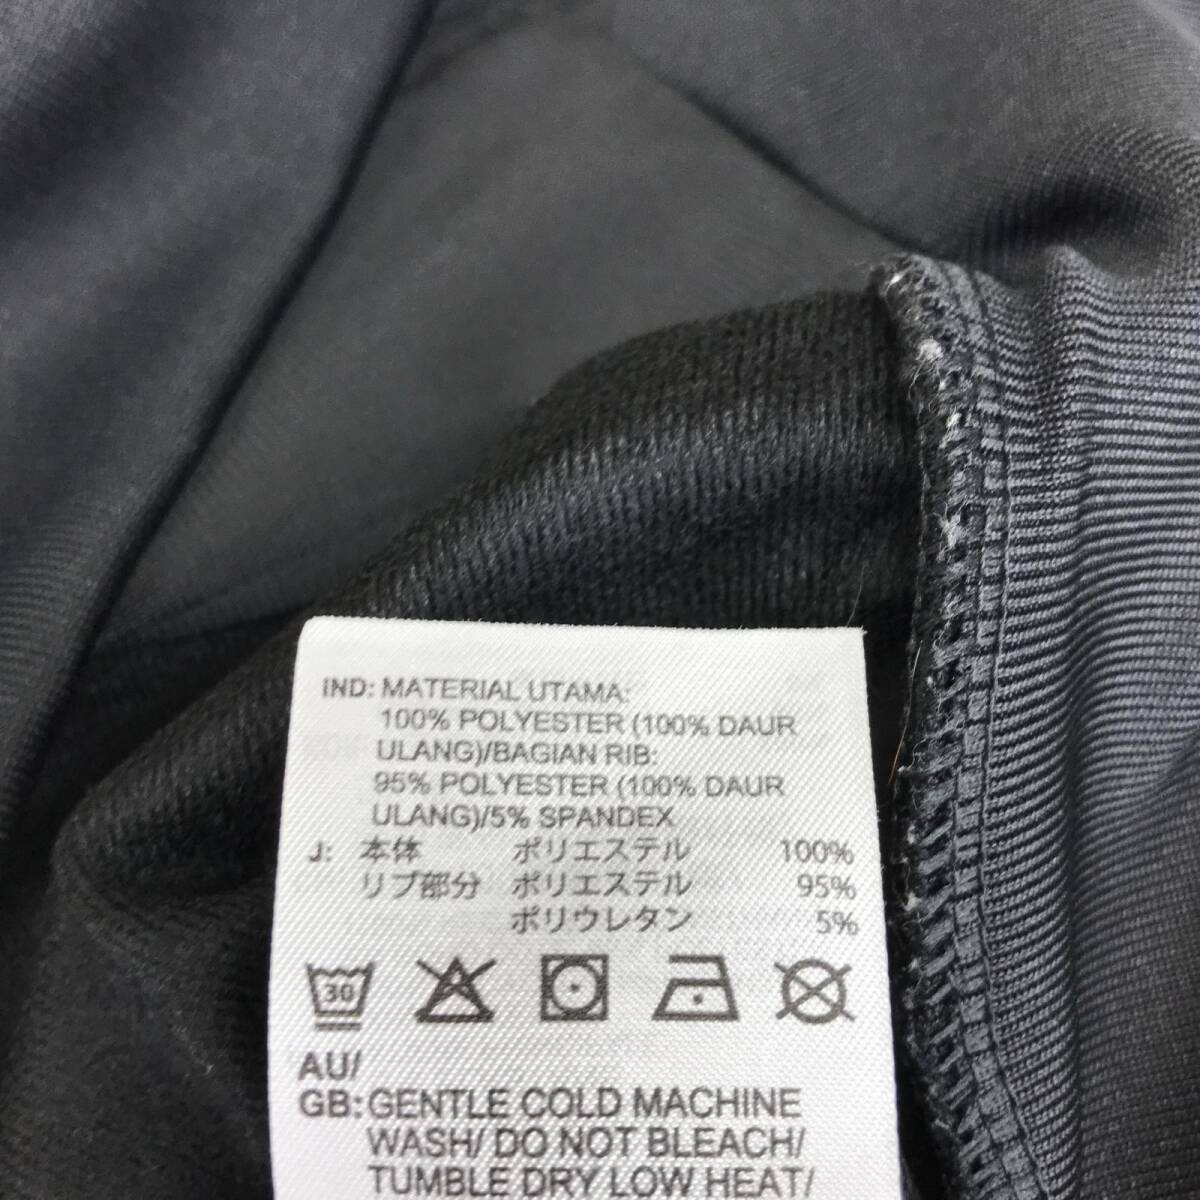 IND: MATERIAL UTAMA:
100% POLYESTER (100% DAUR
ULANG)/BAGIAN RIB:
95% POLYESTER (100% DAUR
ULANG)/5% SPANDEX
J: 本体 ポリエステル 100%
リブ部分 ポリエステル 95%
ポリウレタン 5%
30
AU/
GB: GENTLE COLD MACHINE
WASH/ DO NOT BLEACH/
TUMBLE DRY LOW HEAT/